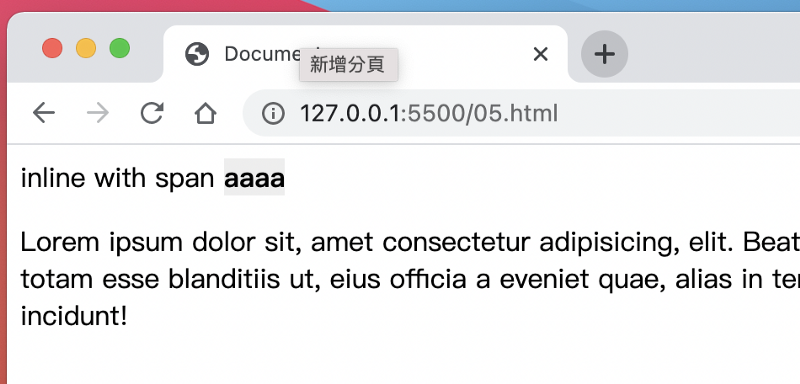 Docume
新增分頁
127.0.0.1:5500/05.html
inline with span aaaa
Lorem ipsum dolor sit, amet consectetur adipisicing, elit. Beat
totam esse blanditiis ut, eius officia a eveniet quae, alias in ter
incidunt!